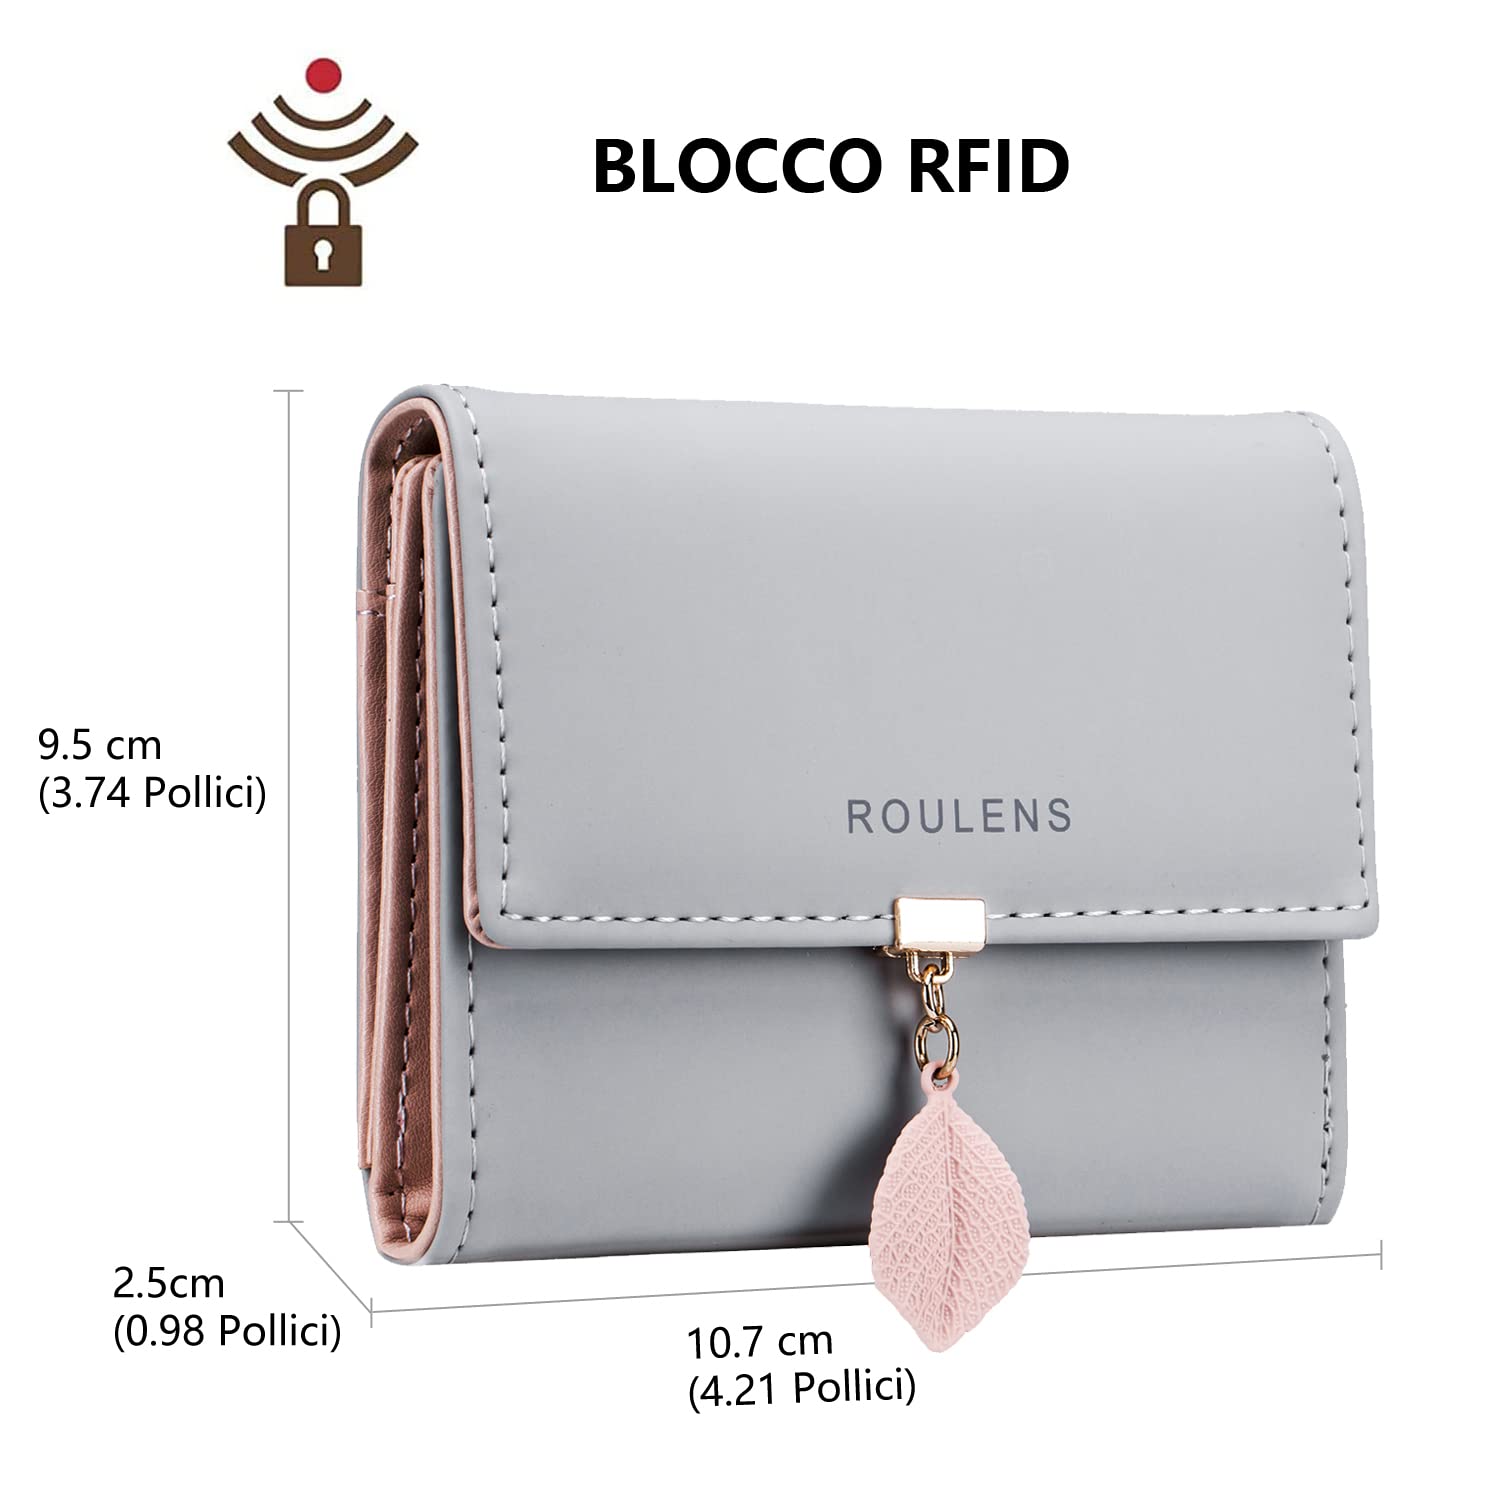 BLOCCO RFID
9.5 cm
(3.74 Pollici)
ROULENS
2.5cm
(0.98 Pollici)
10.7 cm
(4.21 Pollici)